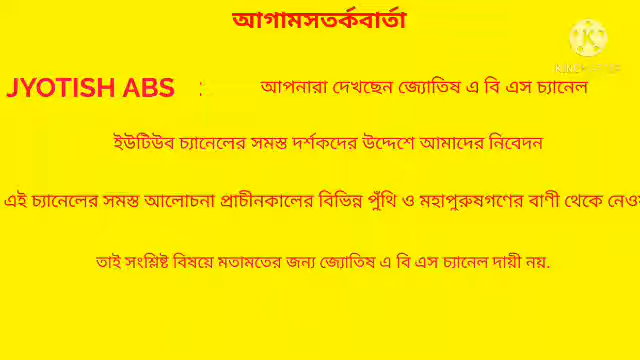 আগামসতর্কবার্তা
JYOTISH ABS : আপনারা দেখছেন জ্যোতিষ এ বি এস চ্যানেল
ইউটিউব চ্যানেলের সমস্ত দর্শকদের উদ্দেশে আমাদের নিবেদন
এই চ্যানেলের সমস্ত আলোচনা প্রাচীনকালের বিভিন্ন পুঁথি ও মহাপুরুষগণের বাণী থেকে
তাই সংশ্লিষ্ট বিষয়ে মতামতের জন্য জ্যোতিষ এ বি এস চ্যানেল দায়ী নয়.